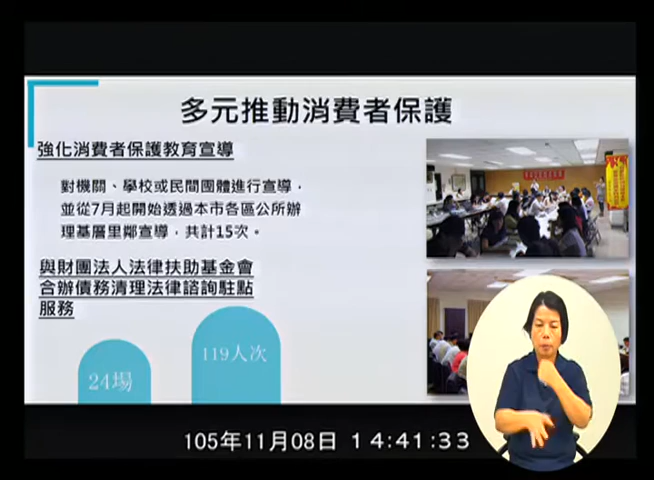 多元推動消費者保護
強化消費者保護教育宣導
對機關、學校或民間團體進行宣導，
並從7月起開始透過本市各區公所辦
理基層里鄰宣導，共計15次。
與財團法人法律扶助基金會
合辦債務清理法律諮詢駐點
服務
24場
119人次
105年11月08日 14:41:33